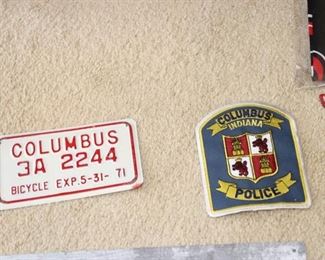 COLUMBUS
3A 2244
BICYCLE EXP. 5-31-71
COLUMBUS
INDIANA
POLICE